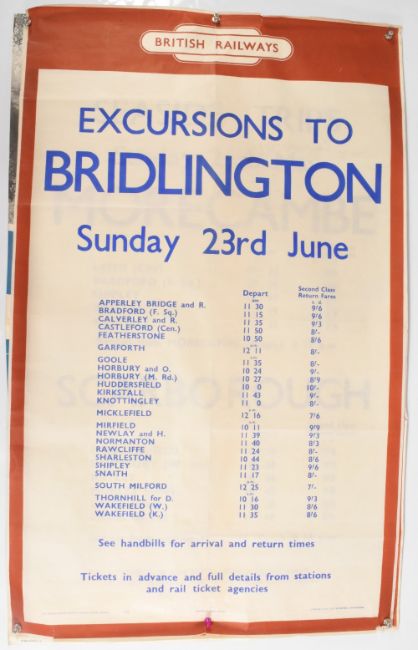 BRITISH RAILWAYS
EXCURSIONS TO
BRIDLINGTON
Sunday 23rd June
Depart Second Class Return Fares
am s d
APPERLEY BRIDGE and R. 11 30 9/6
BRADFORD (F. Sq.) 11 15 9/6
CALVERLEY and R. 11 35 9/3
CASTLEFORD (Cen.) 11 50 8/-
FEATHERSTONE 10 50 8/6
GARFORTH 12 11 8/-
GOOLE 11 35 8/-
HORBURY and O. 10 24 9/-
HORBURY (M. Rd.) 10 27 8/9
HUDDERSFIELD 10 0 10/-
KIRKSTALL 11 43 9/-
KNOTTINGLEY 11 0 8/-
MICKLEFIELD 12 16 7/6
MIRFIELD 10 11 9/9
NEWLAY and H. 11 39 9/3
NORMANTON 11 40 8/3
RAWCLIFFE 11 24 8/-
SHARLESTON 10 44 8/6
SHIPLEY 11 23 9/6
SNAITH 11 17 8/-
SOUTH MILFORD 12 25 7/-
THORNHILL for D. 10 16 9/3
WAKEFIELD (W.) 11 30 8/6
WAKEFIELD (K.) 11 35 8/6
See handbills for arrival and return times
Tickets in advance and full details from stations
and rail ticket agencies